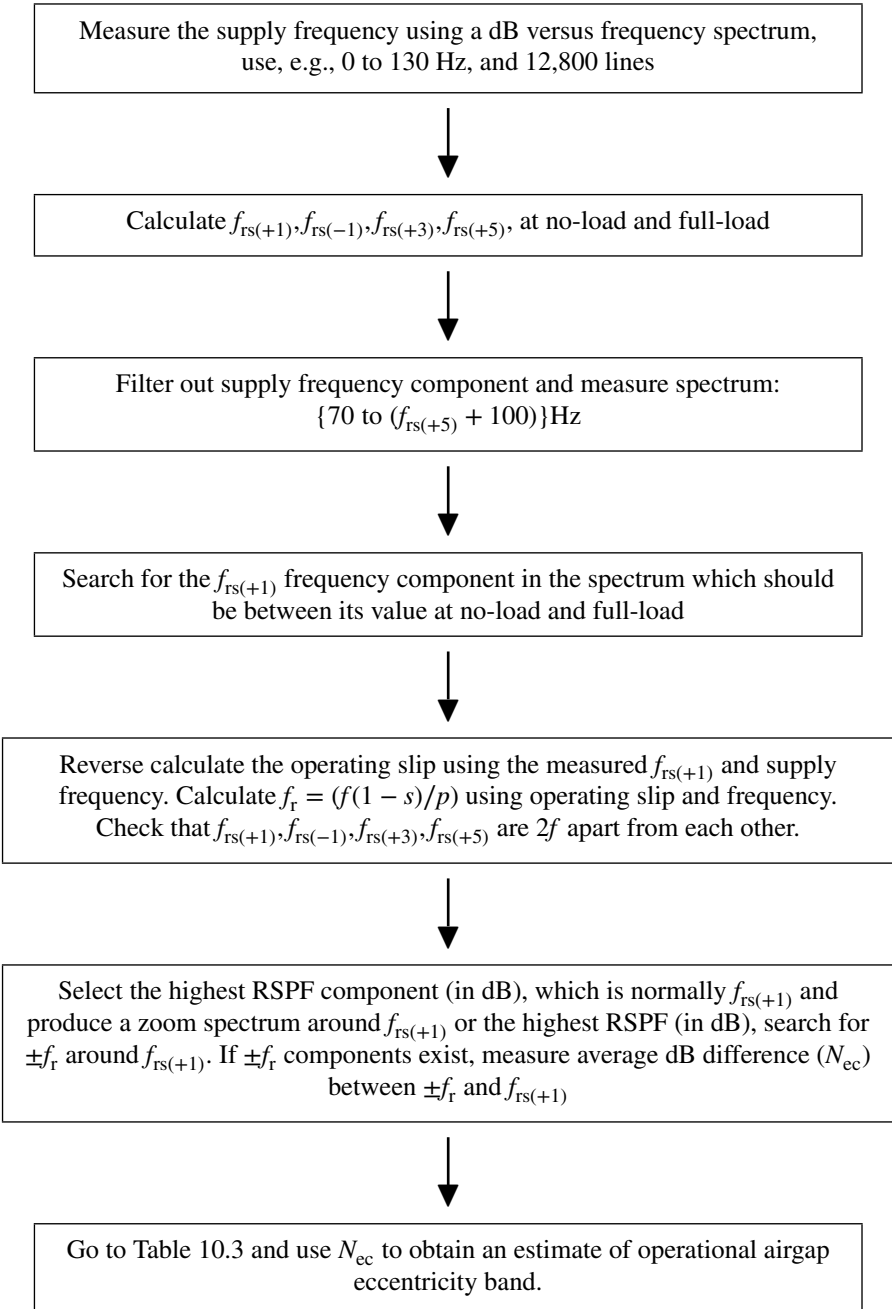 Measure the supply frequency using a dB versus frequency spectrum,
use, e.g., 0 to 130 Hz, and 12,800 lines
Calculate f_rs(+1), f_rs(−1), f_rs(+3), f_rs(+5), at no-load and full-load
Filter out supply frequency component and measure spectrum:
{70 to (f_rs(+5) + 100)}Hz
Search for the f_rs(+1) frequency component in the spectrum which should
be between its value at no-load and full-load
Reverse calculate the operating slip using the measured f_rs(+1) and supply
frequency. Calculate f_r = (f(1 − s)/p) using operating slip and frequency.
Check that f_rs(+1), f_rs(−1), f_rs(+3), f_rs(+5) are 2f apart from each other.
Select the highest RSPF component (in dB), which is normally f_rs(+1) and
produce a zoom spectrum around f_rs(+1) or the highest RSPF (in dB), search for
±f_r around f_rs(+1). If ±f_r components exist, measure average dB difference (N_ec)
between ±f_r and f_rs(+1)
Go to Table 10.3 and use N_ec to obtain an estimate of operational airgap
eccentricity band.